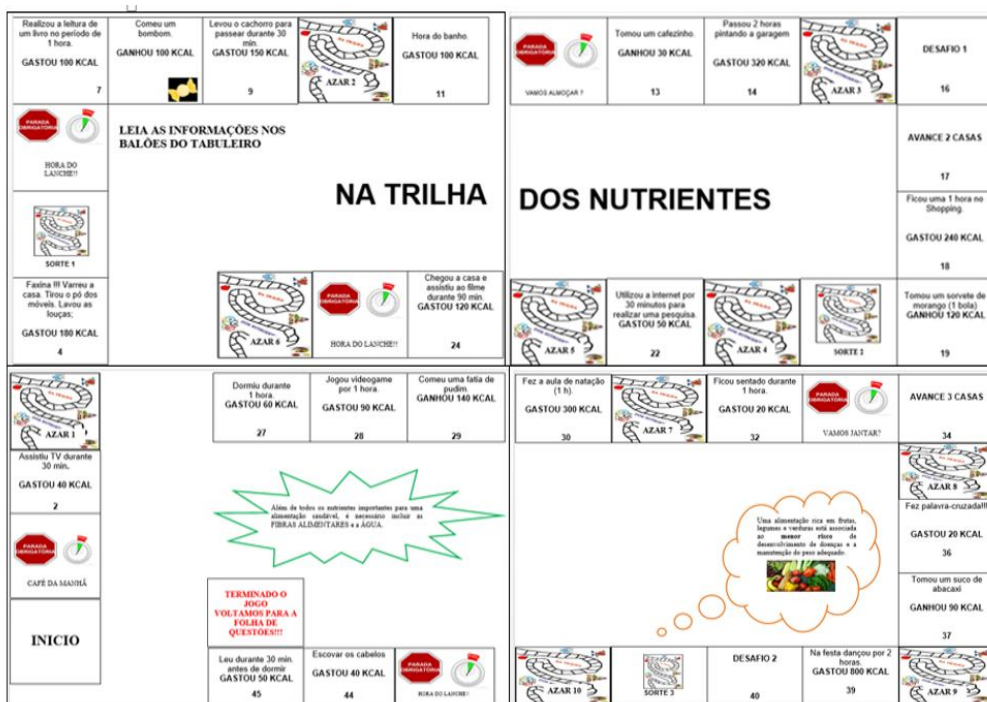 Realizou a leitura de
um livro no período de
1 hora.
GASTOU 100 KCAL
7
Comeu um
bombom.
GANHOU 100 KCAL
Levou o cachorro para
passear durante 30
min.
GASTOU 150 KCAL
9
AZAR 2
Hora do banho.
GASTOU 100 KCAL
11
PARADA
OBRIGATÓRIA
VAMOS ALMOÇAR ?
Tomou um cafezinho.
GANHOU 30 KCAL
13
Passou 2 horas
pintando a garagem
GASTOU 320 KCAL
14
AZAR 3
DESAFIO 1
16
PARADA
OBRIGATÓRIA
HORA DO
LANCHE!!
LEIA AS INFORMAÇÕES NOS
BALÕES DO TABULEIRO
AVANCE 2 CASAS
17
NA TRILHA
DOS NUTRIENTES
SORTE 1
Ficou uma 1 hora no
Shopping.
GASTOU 240 KCAL
18
Faxina !!! Varreu a
casa. Tirou o pó dos
móveis. Lavou as
louças;
GASTOU 180 KCAL
4
AZAR 6
PARADA
OBRIGATÓRIA
HORA DO LANCHE!!
Chegou a casa e
assistiu ao filme
durante 90 min.
GASTOU 120 KCAL
24
AZAR 5
Utilizou a internet por
30 minutos para
realizar uma pesquisa.
GASTOU 50 KCAL
22
AZAR 4
SORTE 2
Tomou um sorvete de
morango (1 bola)
GANHOU 120 KCAL
19
AZAR 1
Dormiu durante
1 hora.
GASTOU 60 KCAL
27
Jogou videogame
por 1 hora.
GASTOU 90 KCAL
28
Comeu uma fatia de
pudim.
GANHOU 140 KCAL
29
Fez a aula de natação
(1 h).
GASTOU 300 KCAL
30
AZAR 7
Ficou sentado durante
1 hora.
GASTOU 20 KCAL
32
PARADA
OBRIGATÓRIA
VAMOS JANTAR?
AVANCE 3 CASAS
34
Assistiu TV durante
30 min.
GASTOU 40 KCAL
2
AZAR 8
Além de todos os nutrientes importantes para uma
alimentação saudável, é necessário incluir as
FIBRAS ALIMENTARES e a ÁGUA.
Uma alimentação rica em frutas,
legumes e verduras está associada
ao menor risco de
desenvolvimento de doenças e a
manutenção do peso adequado.
Fez palavra-cruzada!!!
GASTOU 20 KCAL
36
PARADA
OBRIGATÓRIA
CAFÉ DA MANHÃ
TERMINADO O
JOGO
VOLTAMOS PARA A
FOLHA DE
QUESTÕES!!!
Tomou um suco de
abacaxi
GANHOU 90 KCAL
37
INICIO
Leu durante 30 min.
antes de dormir
GASTOU 50 KCAL
45
Escovar os cabelos
GASTOU 40 KCAL
44
PARADA
OBRIGATÓRIA
HORA DO LANCHE!!
AZAR 10
SORTE 3
DESAFIO 2
40
Na festa dançou por 2
horas.
GASTOU 800 KCAL
39
AZAR 9